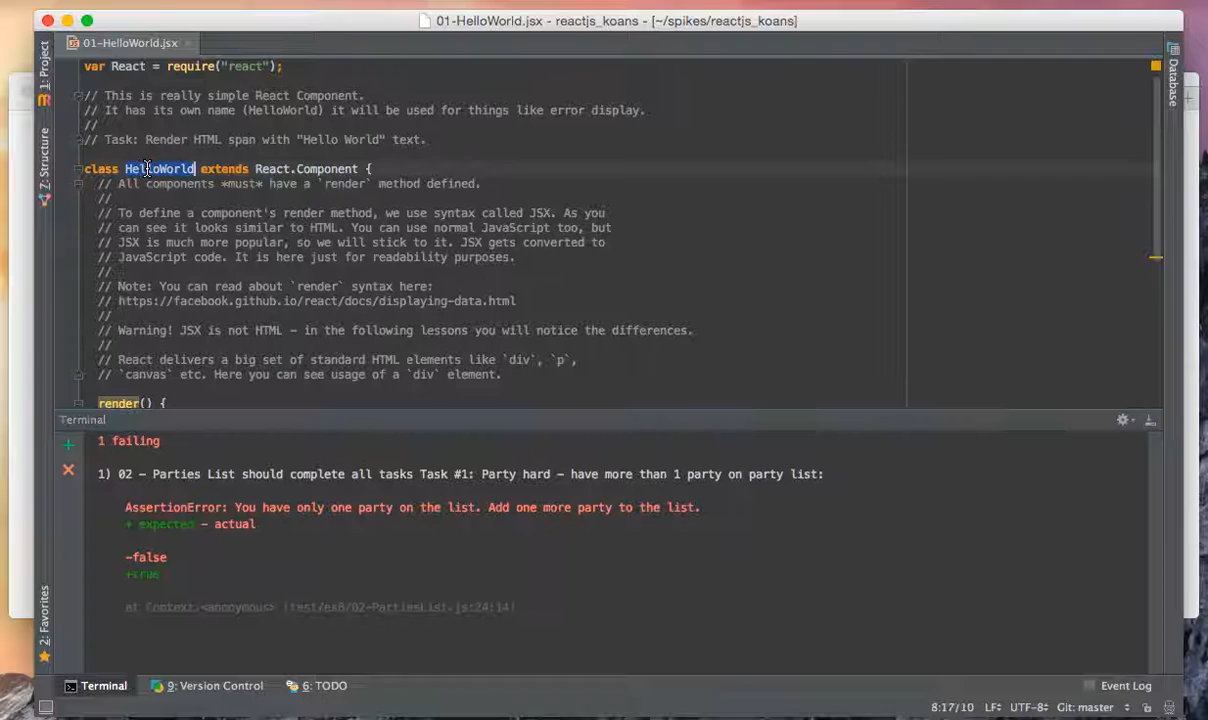 01-HelloWorld.jsx - reactjs_koans - [~/spikes/reactjs_koans]
01-HelloWorld.jsx
1: Project
Z: Structure
2: Favorites
Database
var React = require("react");
// This is really simple React Component.
// It has its own name (HelloWorld) it will be used for things like error display.
//
// Task: Render HTML span with "Hello World" text.
class HelloWorld extends React.Component {
// All components *must* have a `render` method defined.
//
// To define a component's render method, we use syntax called JSX. As you
// can see it looks similar to HTML. You can use normal JavaScript too, but
// JSX is much more popular, so we will stick to it. JSX gets converted to
// JavaScript code. It is here just for readability purposes.
//
// Note: You can read about `render` syntax here:
// https://facebook.github.io/react/docs/displaying-data.html
//
// Warning! JSX is not HTML - in the following lessons you will notice the differences.
//
// React delivers a big set of standard HTML elements like `div`, `p`,
// `canvas` etc. Here you can see usage of a `div` element.
render() {
Terminal
1 failing
1) 02 - Parties List should complete all tasks Task #1: Party hard - have more than 1 party on party list:
AssertionError: You have only one party on the list. Add one more party to the list.
+ expected - actual
-false
+true
at Context.<anonymous> (test/es6/02-PartiesList.js:24:14)
Terminal
9: Version Control
6: TODO
Event Log
8:17/10
LF
UTF-8
Git: master